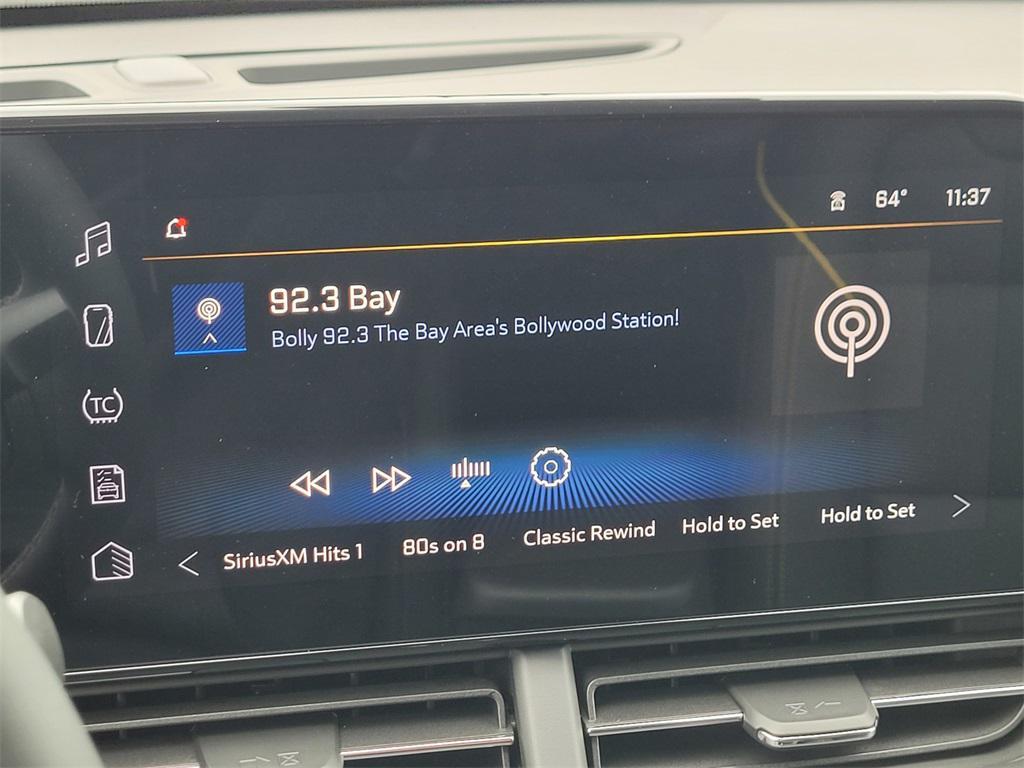 64° 11:37
92.3 Bay
Bolly 92.3 The Bay Area's Bollywood Station!
TC
SiriusXM Hits 1 80s on 8 Classic Rewind Hold to Set Hold to Set